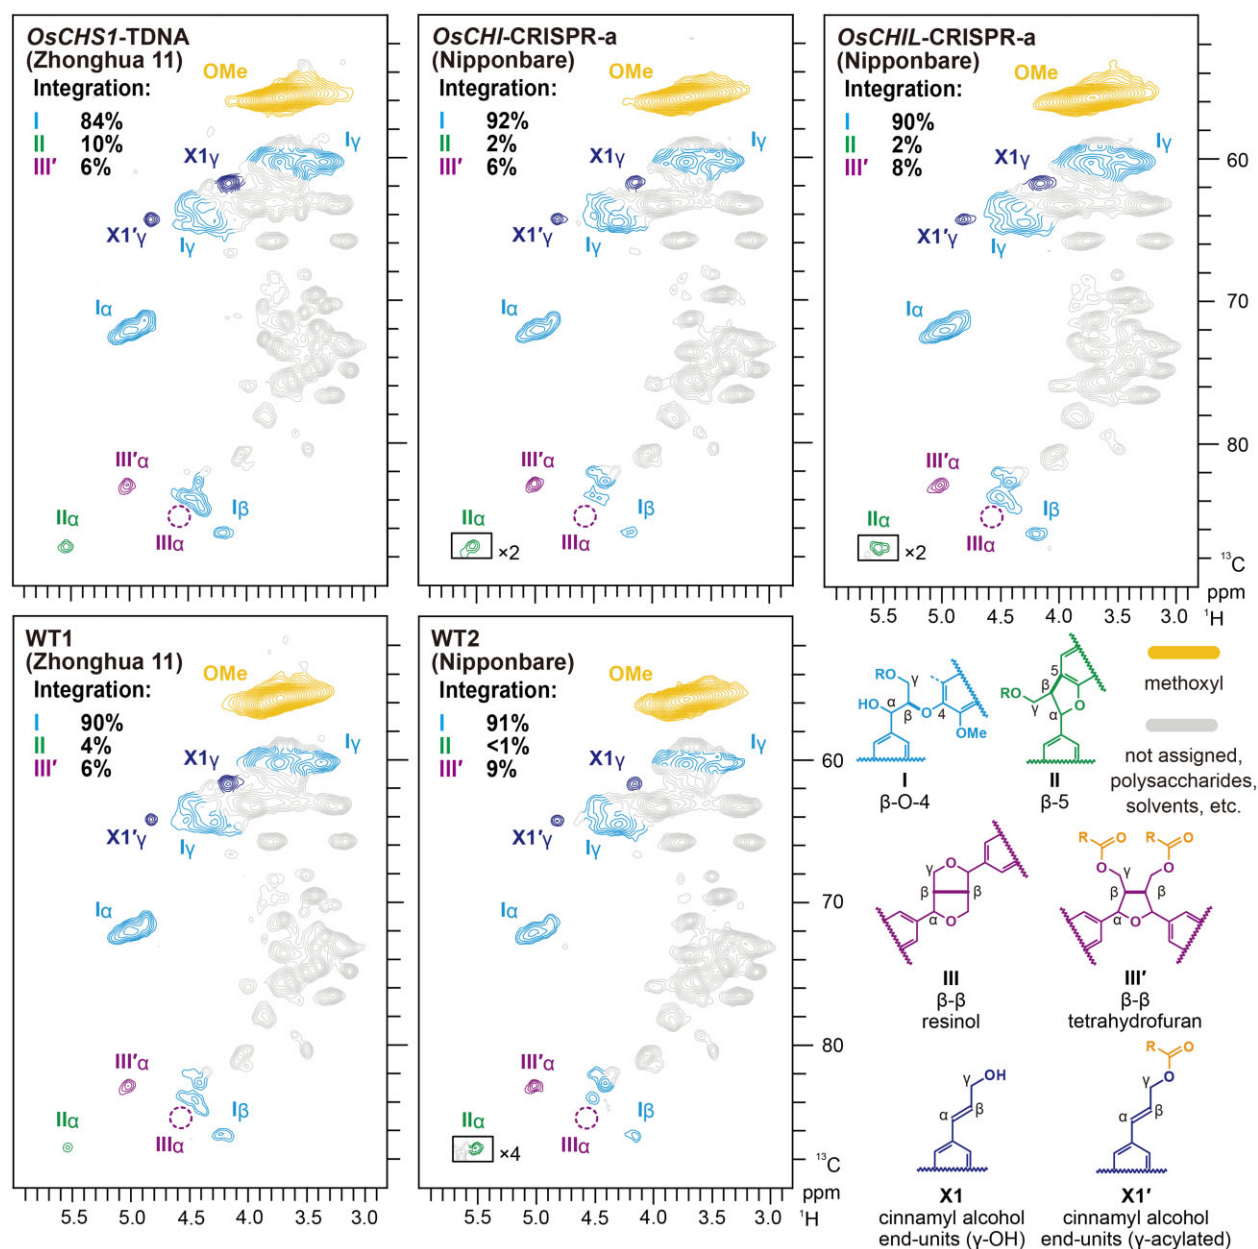 OsCHS1-TDNA
(Zhonghua 11)
Integration:
I 84%
II 10%
III′ 6%
OMe
Iγ
X1γ
X1′γ
Iγ
Iα
III′α
Iβ
IIα
IIIα
OsCHI-CRISPR-a
(Nipponbare)
Integration:
I 92%
II 2%
III′ 6%
OMe
Iγ
X1γ
X1′γ
Iγ
Iα
III′α
Iβ
IIα
×2
IIIα
OsCHIL-CRISPR-a
(Nipponbare)
Integration:
I 90%
II 2%
III′ 8%
OMe
Iγ
X1γ
X1′γ
Iγ
Iα
III′α
Iβ
IIα
×2
IIIα
60
70
80
¹³C
ppm
5.5 5.0 4.5 4.0 3.5 3.0 ¹H
WT1
(Zhonghua 11)
Integration:
I 90%
II 4%
III′ 6%
OMe
Iγ
X1γ
X1′γ
Iγ
Iα
III′α
Iβ
IIα
IIIα
5.5 5.0 4.5 4.0 3.5 3.0
WT2
(Nipponbare)
Integration:
I 91%
II <1%
III′ 9%
OMe
Iγ
X1γ
X1′γ
Iγ
Iα
III′α
Iβ
IIα
×4
IIIα
60
70
80
¹³C
ppm
5.5 5.0 4.5 4.0 3.5 3.0 ¹H
RO
γ
HO
α
β
O
4
OMe
I
β-O-4
5
β
RO
γ
O
α
II
β-5
methoxyl
not assigned,
polysaccharides,
solvents, etc.
γ
O
β
β
α
O
III
β-β
resinol
R
O
R
O
O
γ
O
β
β
α
O
III′
β-β
tetrahydrofuran
γ
OH
α
β
X1
cinnamyl alcohol
end-units (γ-OH)
R
O
O
γ
α
β
X1′
cinnamyl alcohol
end-units (γ-acylated)